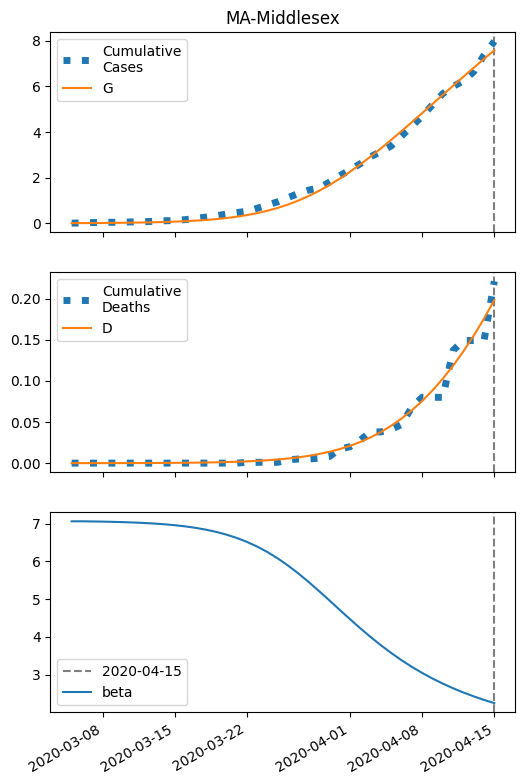 MA-Middlesex
8
6
4
2
0
Cumulative
Cases
G
0.20
0.15
0.10
0.05
0.00
Cumulative
Deaths
D
7
6
5
4
3
2020-04-15
beta
2020-03-08
2020-03-15
2020-03-22
2020-04-01
2020-04-08
2020-04-15